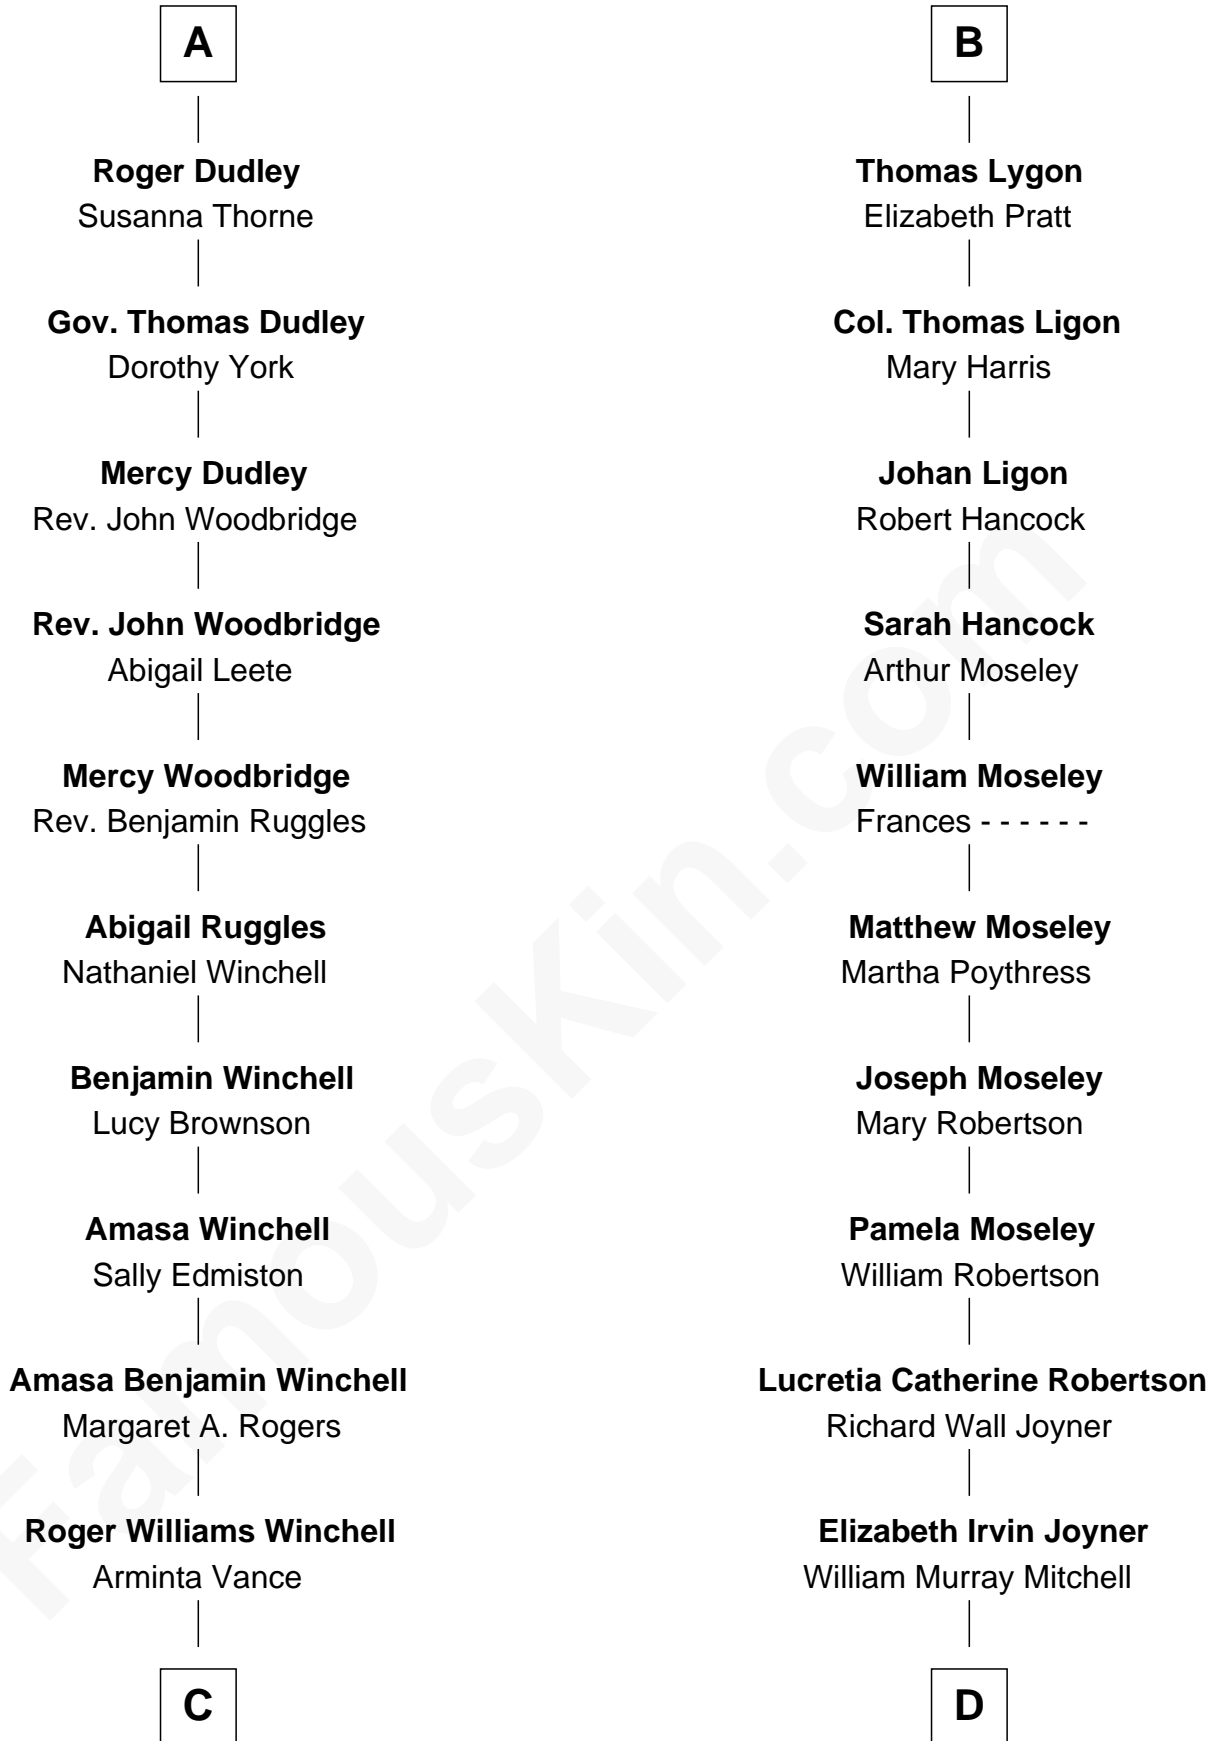 A
Roger Dudley
Susanna Thorne
Gov. Thomas Dudley
Dorothy York
Mercy Dudley
Rev. John Woodbridge
Rev. John Woodbridge
Abigail Leete
Mercy Woodbridge
Rev. Benjamin Ruggles
Abigail Ruggles
Nathaniel Winchell
Benjamin Winchell
Lucy Brownson
Amasa Winchell
Sally Edmiston
Amasa Benjamin Winchell
Margaret A. Rogers
Roger Williams Winchell
Arminta Vance
C
B
Thomas Lygon
Elizabeth Pratt
Col. Thomas Ligon
Mary Harris
Johan Ligon
Robert Hancock
Sarah Hancock
Arthur Moseley
William Moseley
Frances - - - - - -
Matthew Moseley
Martha Poythress
Joseph Moseley
Mary Robertson
Pamela Moseley
William Robertson
Lucretia Catherine Robertson
Richard Wall Joyner
Elizabeth Irvin Joyner
William Murray Mitchell
D
FamousKin.com